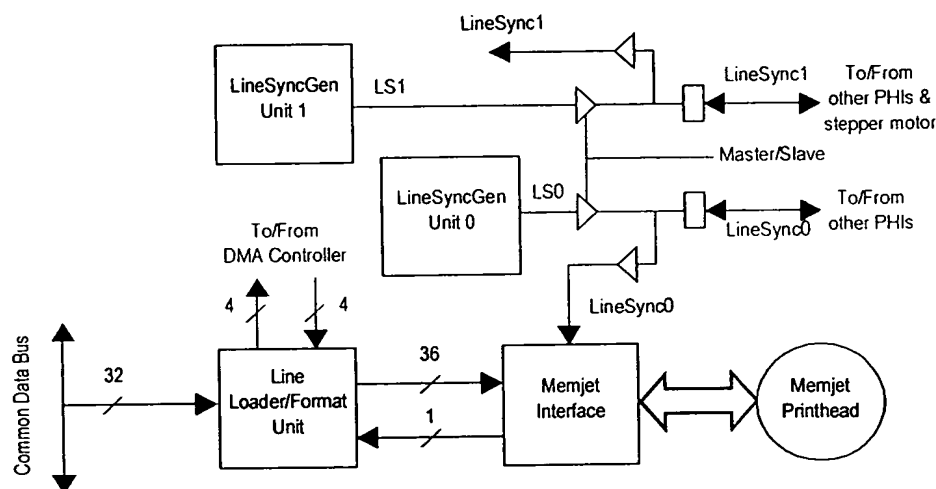 LineSync1
LineSyncGen
Unit 1
LS1
LineSync1
To/From
other PHIs &
stepper motor
Master/Slave
LineSyncGen
Unit 0
LS0
LineSync0
To/From
other PHIs
To/From
DMA Controller
4
4
LineSync0
Common Data Bus
32
Line
Loader/Format
Unit
36
1
Memjet
Interface
Memjet
Printhead